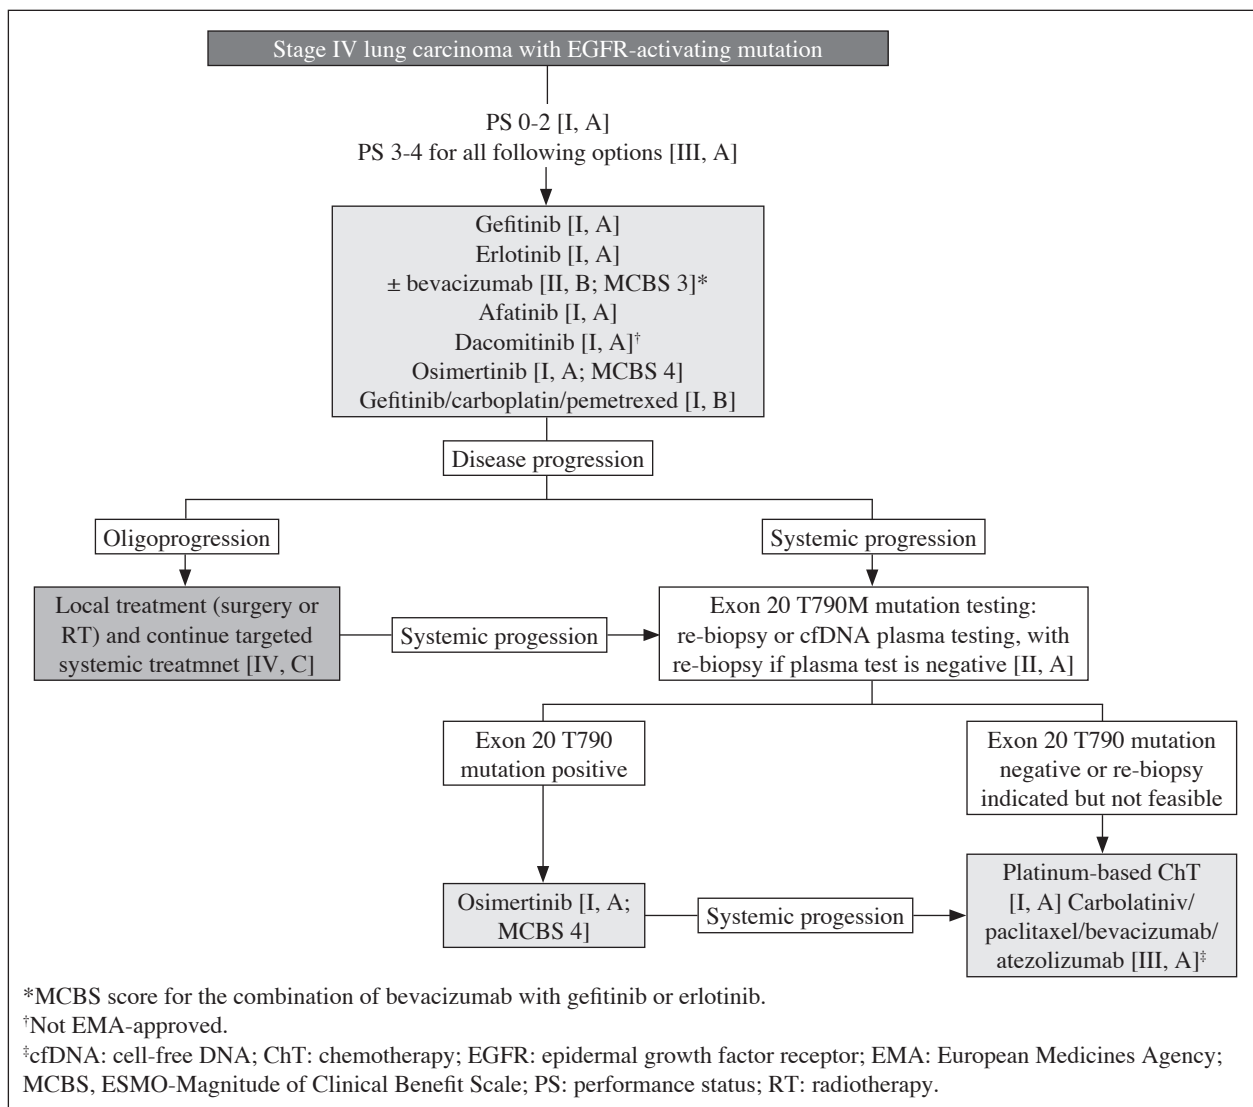 Stage IV lung carcinoma with EGFR-activating mutation
PS 0-2 [I, A]
PS 3-4 for all following options [III, A]
Gefitinib [I, A]
Erlotinib [I, A]
± bevacizumab [II, B; MCBS 3]*
Afatinib [I, A]
Dacomitinib [I, A]†
Osimertinib [I, A; MCBS 4]
Gefitinib/carboplatin/pemetrexed [I, B]
Disease progression
Oligoprogression
Systemic progression
Local treatment (surgery or
RT) and continue targeted
systemic treatmnet [IV, C]
Systemic progession
Exon 20 T790M mutation testing:
re-biopsy or cfDNA plasma testing, with
re-biopsy if plasma test is negative [II, A]
Exon 20 T790
mutation positive
Exon 20 T790 mutation
negative or re-biopsy
indicated but not feasible
Osimertinib [I, A;
MCBS 4]
Systemic progession
Platinum-based ChT
[I, A] Carbolatiniv/
paclitaxel/bevacizumab/
atezolizumab [III, A]‡
*MCBS score for the combination of bevacizumab with gefitinib or erlotinib.
†Not EMA-approved.
‡cfDNA: cell-free DNA; ChT: chemotherapy; EGFR: epidermal growth factor receptor; EMA: European Medicines Agency;
MCBS, ESMO-Magnitude of Clinical Benefit Scale; PS: performance status; RT: radiotherapy.